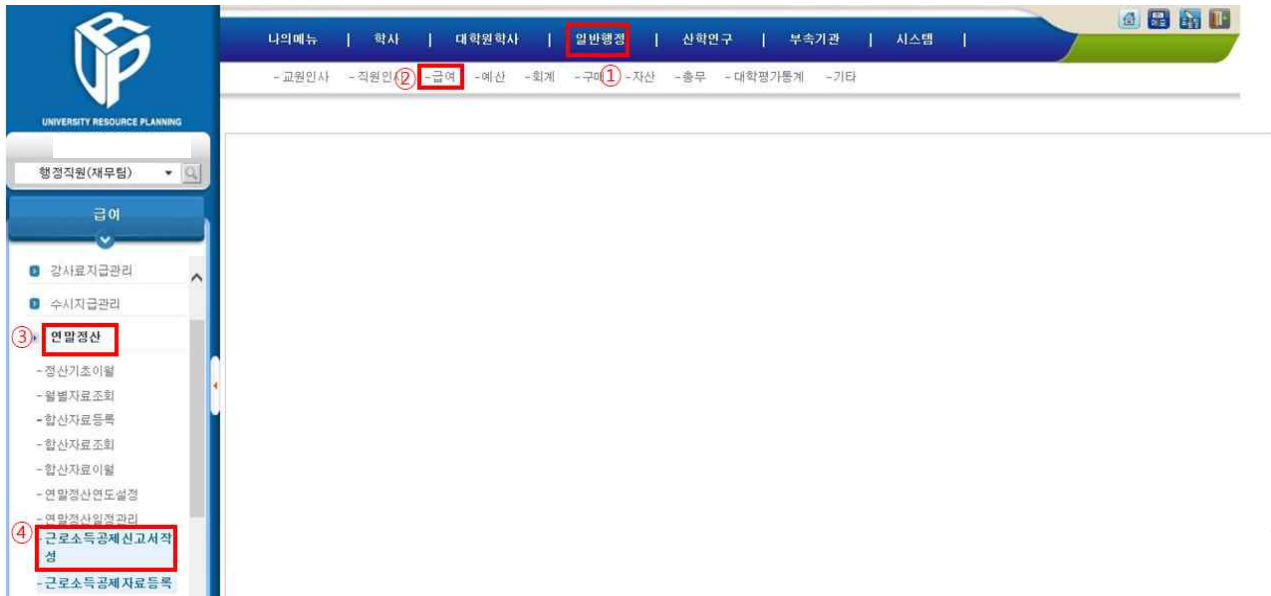 나의메뉴 | 학사 | 대학원학사 | 일반행정 | 산학연구 | 부속기관 | 시스템 |
-교원인사 -직원인사 ② -급여 -예산 -회계 -구매 ① -자산 -총무 -대학평가통계 -기타
URP
UNIVERSITY RESOURCE PLANNING
행정직원(재무팀)
급여
강사료지급관리
수시지급관리
③ 연말정산
-정산기초이월
-월별자료조회
-합산자료등록
-합산자료조회
-합산자료이월
-연말정산연도설정
-연말정산일정관리
④ -근로소득공제신고서작
성
-근로소득공제자료등록